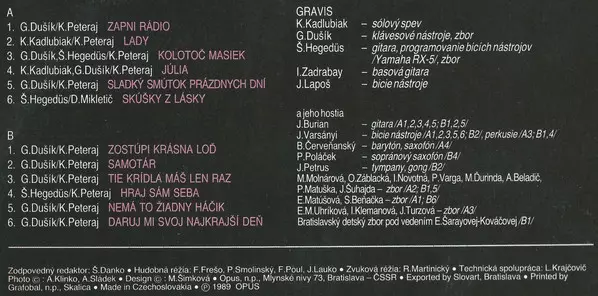 A
1. G.Dušík/K.Peteraj ZAPNI RÁDIO
2. K.Kadlubiak/K.Peteraj LADY
3. G.Dušík,Š.Hegedüs/K.Peteraj KOLOTOČ MASIEK
4. K.Kadlubiak,G.Dušík/K.Peteraj JÚLIA
5. G.Dušík/K.Peteraj SLADKÝ SMÚTOK PRÁZDNYCH DNÍ
6. Š.Hegedüs/D.Mikletič SKÚŠKY Z LÁSKY
B
1. G.Dušík/K.Peteraj ZOSTÚPI KRÁSNA LOĎ
2. G.Dušík/K.Peteraj SAMOTÁR
3. G.Dušík/K.Peteraj TIE KRÍDLA MÁŠ LEN RAZ
4. Š.Hegedüs/K.Peteraj HRAJ SÁM SEBA
5. G.Dušík/K.Peteraj NEMÁ TO ŽIADNY HÁČIK
6. G.Dušík/K.Peteraj DARUJ MI SVOJ NAJKRAJŠÍ DEŇ
GRAVIS
K.Kadlubiak – sólový spev
G.Dušík – klávesové nástroje, zbor
Š.Hegedüs – gitara, programovanie bicích nástrojov
/Yamaha RX-5/, zbor
I.Zadrabay – basová gitara
J.Lapoš – bicie nástroje
a jeho hostia
J.Burian – gitara /A1,2,3,4,5; B1,2,5/
J.Varsányi – bicie nástroje /A1,2,3,5,6; B2/, perkusie /A3; B1,4/
B.Červeňanský – barytón, saxofón /A4/
P.Poláček – sopránový saxofón /B4/
J.Petrus – tympany, gong /B2/
M.Molnárová, O.Záblacká, I.Novotná, P.Varga, M.Ďurinda, A.Beladič,
P.Matuška, J.Šuhajda – zbor /A2; B1,5/
E.Matúšová, S.Beňačka – zbor /A1; B6/
E.M.Uhríková, I.Klemanová, J.Turzová – zbor /A3/
Bratislavský detský zbor pod vedením E.Šarayovej-Kováčovej /B1/
Zodpovedný redaktor: Š.Danko ● Hudobná réžia: F.Frešo, P.Smolinský, F.Poul, J.Lauko ● Zvuková réžia: R.Martinický ● Technická spolupráca: L.Krajčovič
Photo © : A.Klinko, A.Sládek ● Design © : M.Šimková ● Opus, n.p., Mlynské nivy 73, Bratislava – ČSSR ● Exported by Slovart, Bratislava ● Printed by
Grafobal, n.p., Skalica ● Made in Czechoslovakia ● ℗ 1989 OPUS